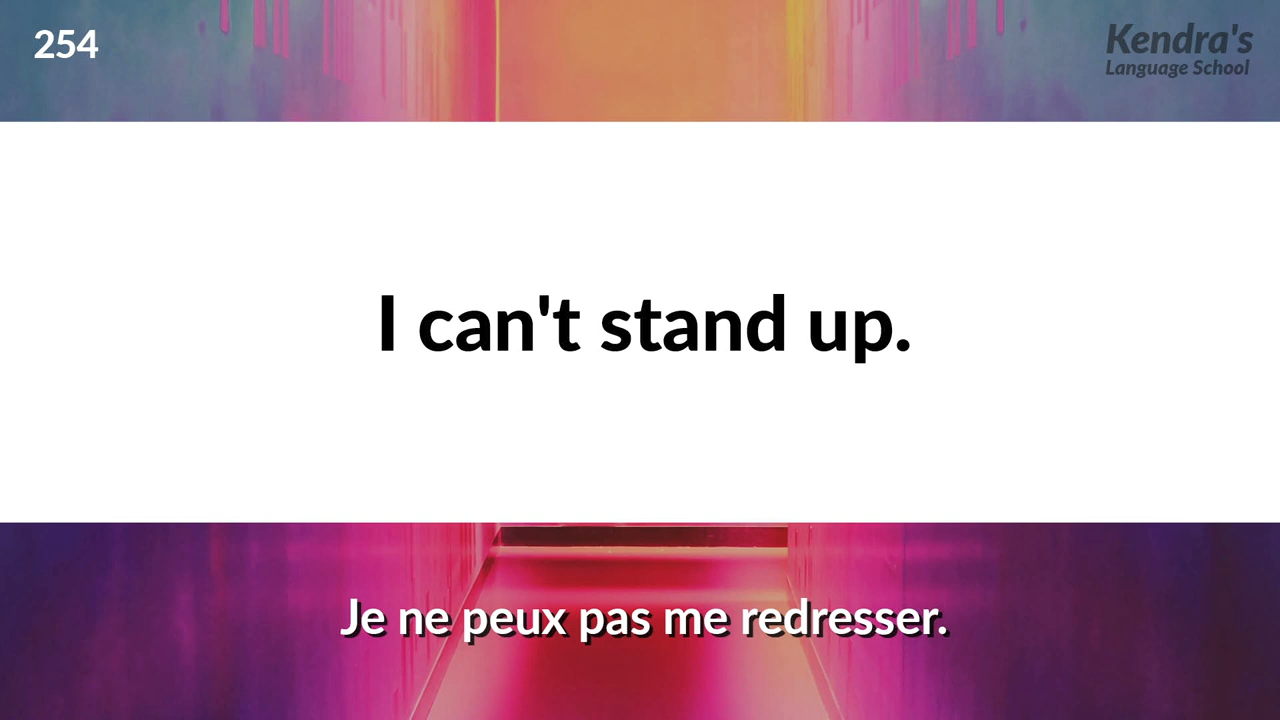 254
Kendra's
Language School
I can't stand up.
Je ne peux pas me redresser.